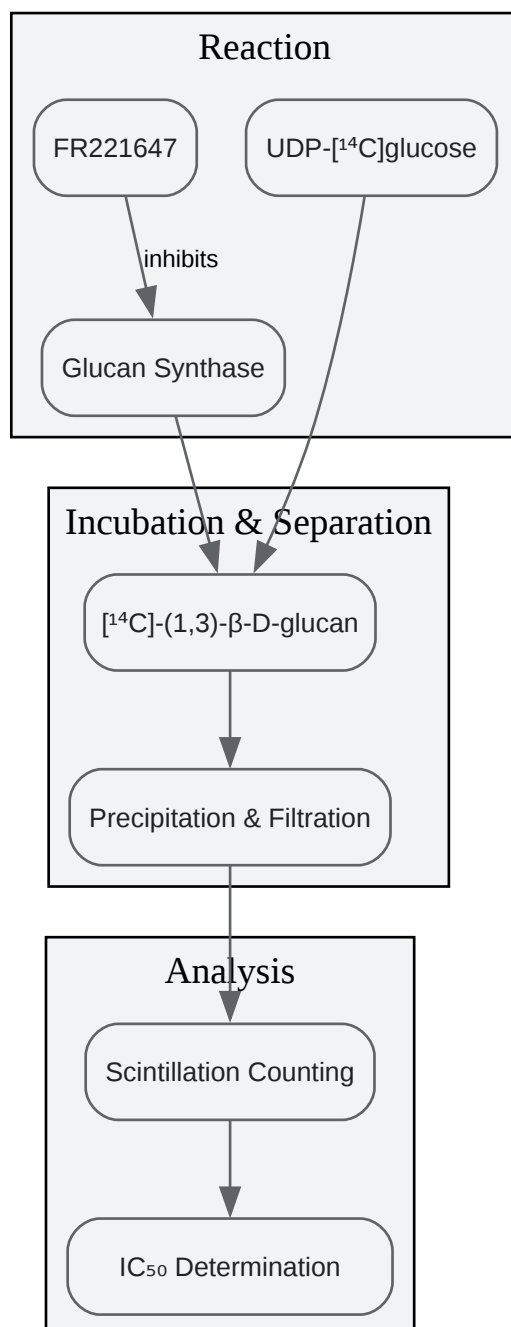 Reaction
FR221647
UDP-[¹⁴C]glucose
inhibits
Glucan Synthase
Incubation & Separation
[¹⁴C]-(1,3)-β-D-glucan
Precipitation & Filtration
Analysis
Scintillation Counting
IC₅₀ Determination